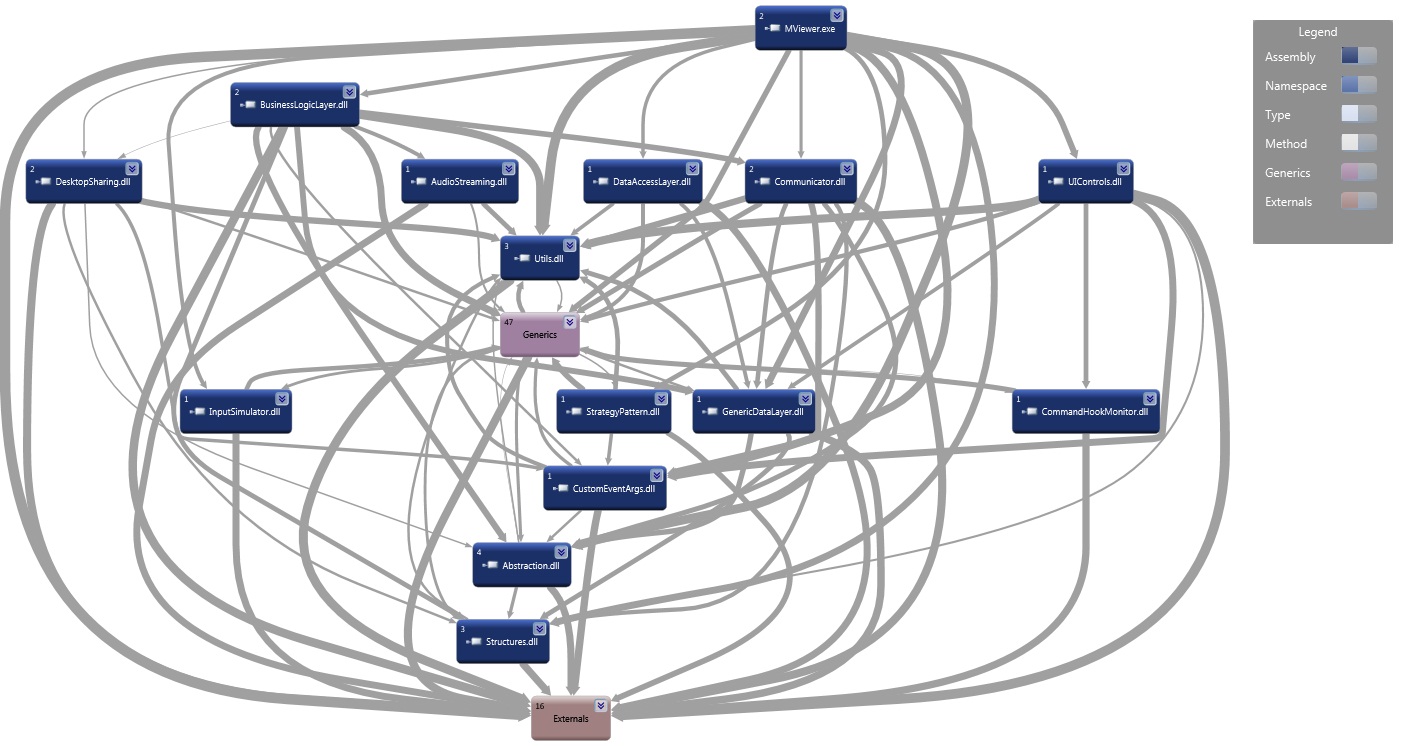 2
MViewer.exe
Legend
Assembly
Namespace
Type
Method
Generics
Externals
2
BusinessLogicLayer.dll
2
DesktopSharing.dll
1
AudioStreaming.dll
1
DataAccessLayer.dll
2
Communicator.dll
1
UIControls.dll
3
Utils.dll
47
Generics
1
InputSimulator.dll
1
StrategyPattern.dll
1
GenericDataLayer.dll
1
CommandHookMonitor.dll
1
CustomEventArgs.dll
4
Abstraction.dll
3
Structures.dll
16
Externals